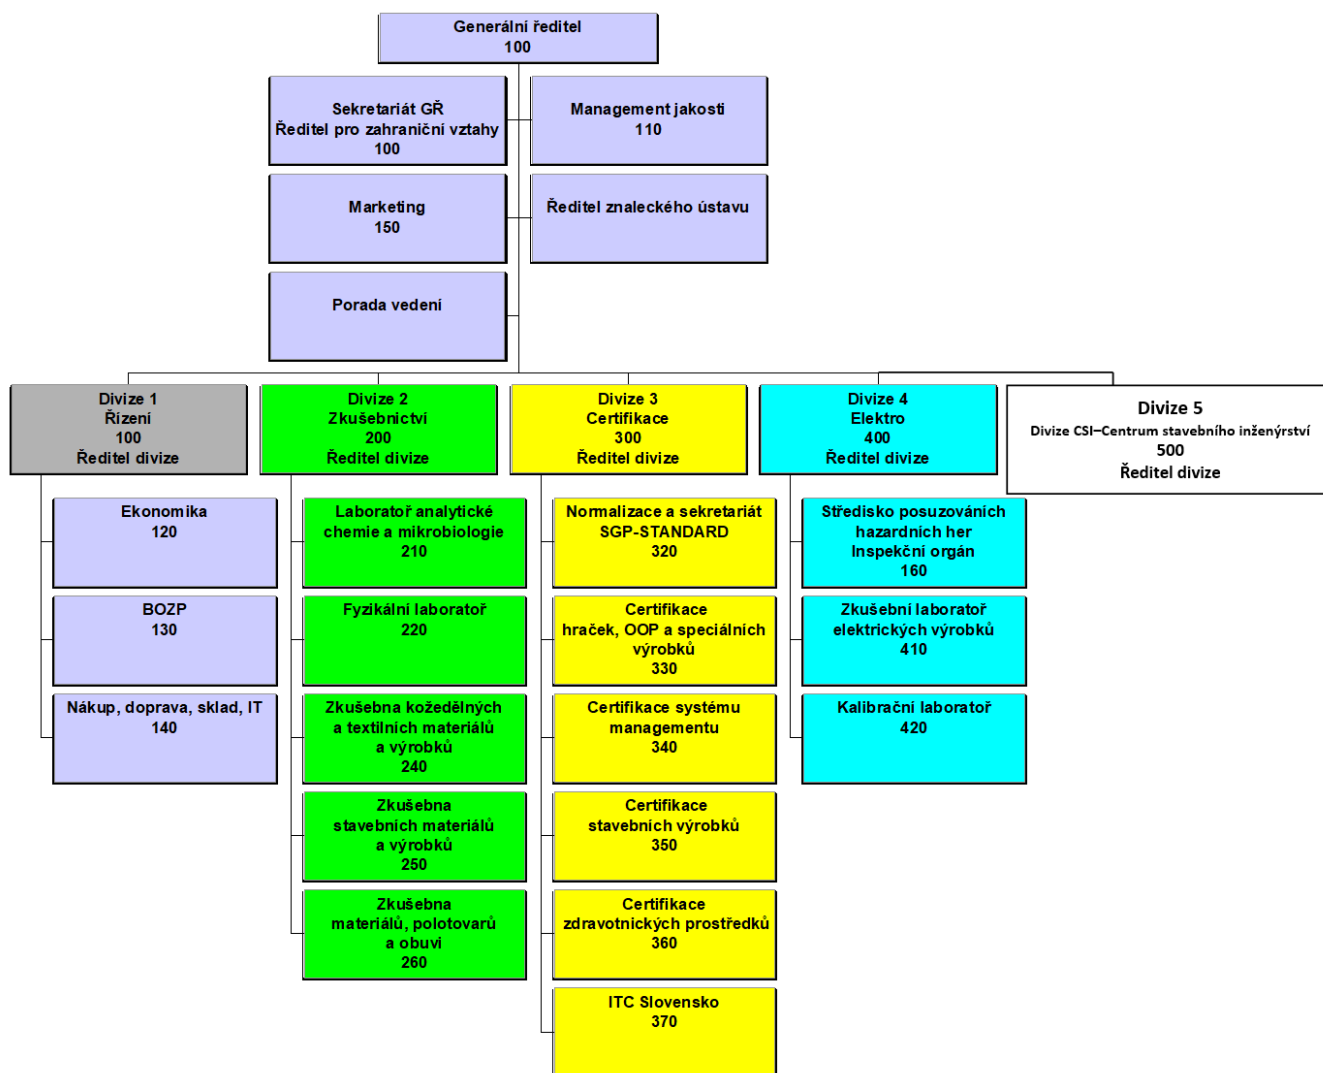 Generální ředitel
100
Sekretariát GŘ
Ředitel pro zahraniční vztahy
100
Management jakosti
110
Marketing
150
Ředitel znaleckého ústavu
Porada vedení
Divize 1
Řízení
100
Ředitel divize
Divize 2
Zkušebnictví
200
Ředitel divize
Divize 3
Certifikace
300
Ředitel divize
Divize 4
Elektro
400
Ředitel divize
Divize 5
Divize CSI–Centrum stavebního inženýrství
500
Ředitel divize
Ekonomika
120
BOZP
130
Nákup, doprava, sklad, IT
140
Laboratoř analytické
chemie a mikrobiologie
210
Fyzikální laboratoř
220
Zkušebna kožedělných
a textilních materiálů
a výrobků
240
Zkušebna
stavebních materiálů
a výrobků
250
Zkušebna
materiálů, polotovarů
a obuvi
260
Normalizace a sekretariát
SGP-STANDARD
320
Certifikace
hraček, OOP a speciálních
výrobků
330
Certifikace systému
managementu
340
Certifikace
stavebních výrobků
350
Certifikace
zdravotnických prostředků
360
ITC Slovensko
370
Středisko posuzováních
hazardních her
Inspekční orgán
160
Zkušební laboratoř
elektrických výrobků
410
Kalibrační laboratoř
420